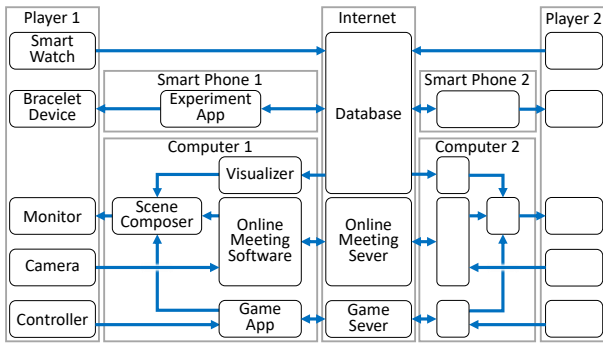 Player 1
Internet
Player 2
Smart
Watch
Smart Phone 1
Smart Phone 2
Bracelet
Device
Experiment
App
Database
Computer 1
Computer 2
Visualizer
Monitor
Scene
Composer
Online
Meeting
Software
Online
Meeting
Sever
Camera
Controller
Game
App
Game
Sever